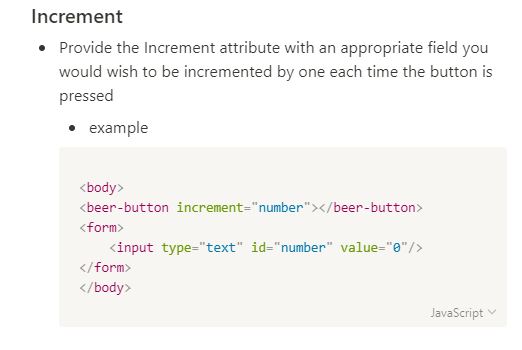 Increment
• Provide the Increment attribute with an appropriate field you
would wish to be incremented by one each time the button is
pressed
• example
<body>
<beer-button increment="number"></beer-button>
<form>
    <input type="text" id="number" value="0"/>
</form>
</body>
JavaScript